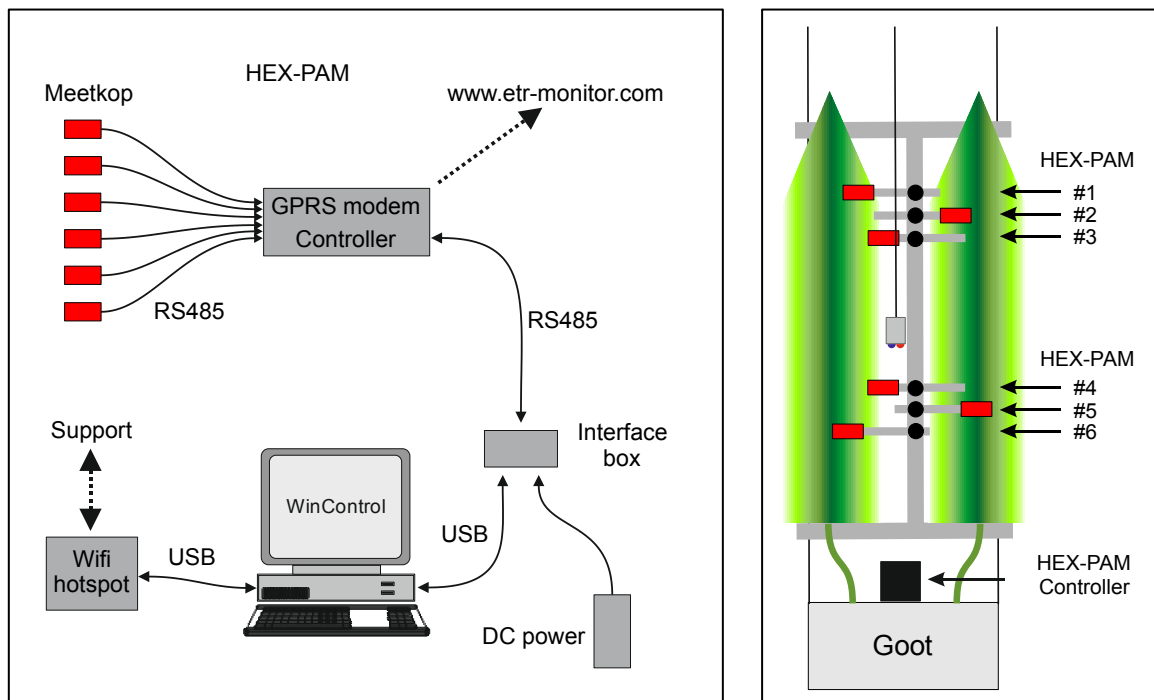 HEX-PAM
Meetkop
www.etr-monitor.com
GPRS modem
Controller
RS485
RS485
Support
Interface
box
WinControl
USB
USB
Wifi
hotspot
DC power
HEX-PAM
#1
#2
#3
HEX-PAM
#4
#5
#6
HEX-PAM
Controller
Goot